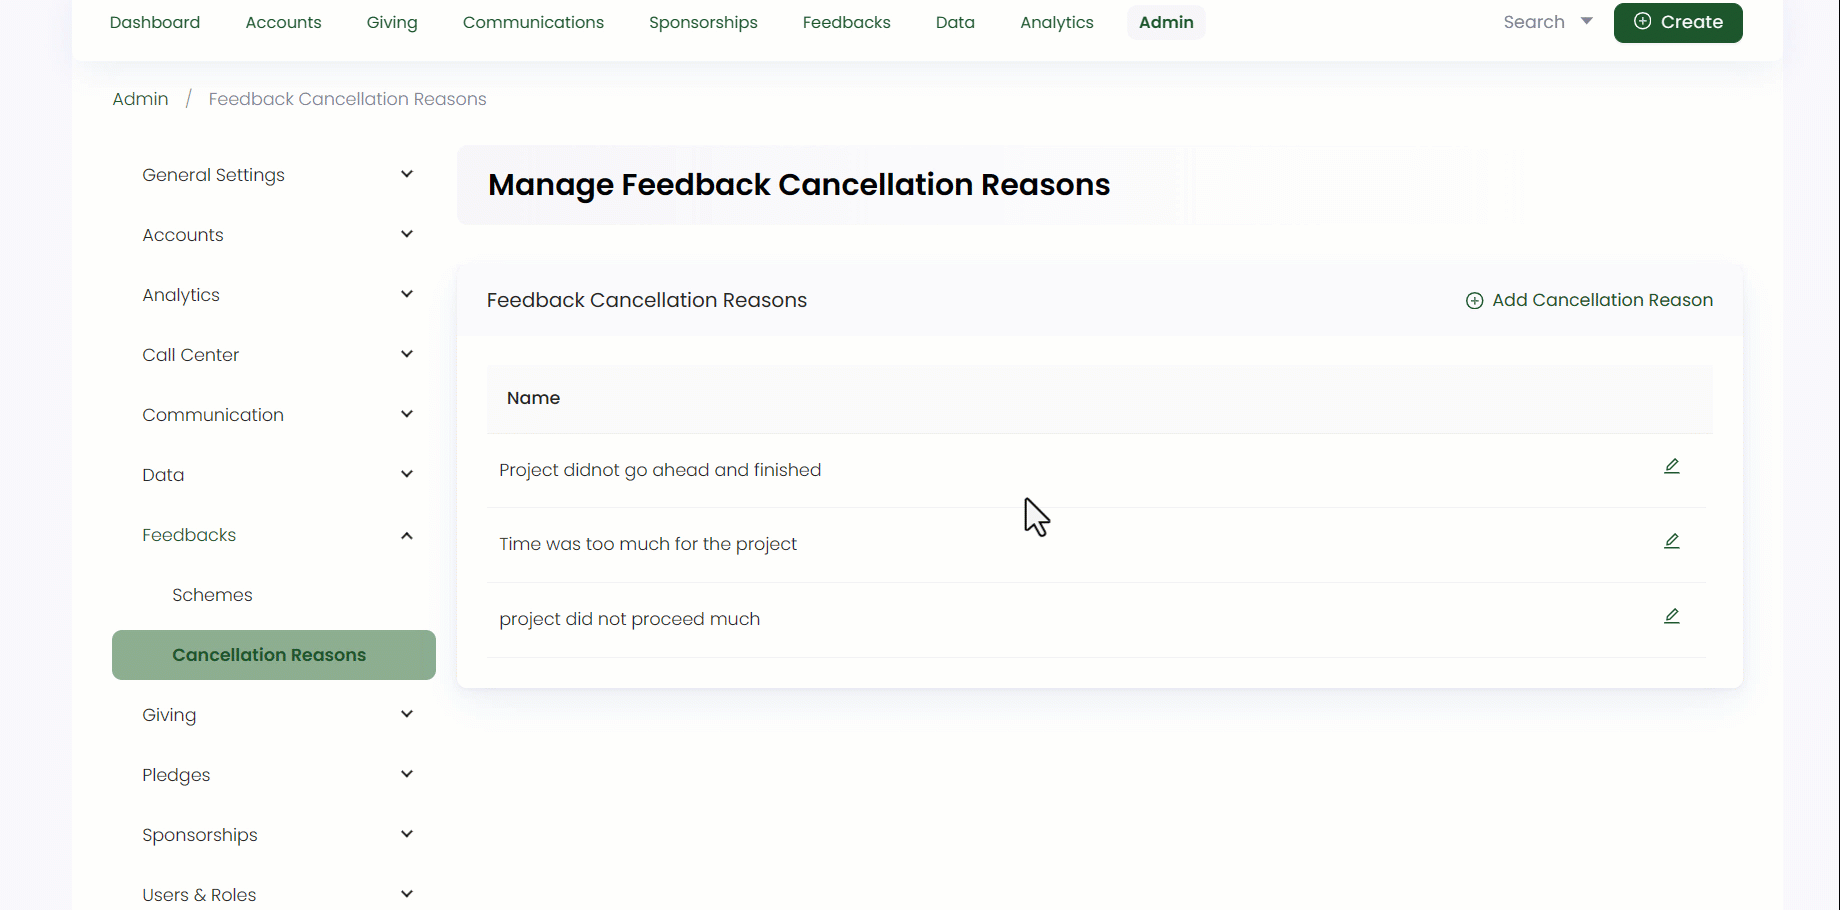 Dashboard Accounts Giving Communications Sponsorships Feedbacks Data Analytics Admin Search Create
Admin / Feedback Cancellation Reasons
General Settings
Accounts
Analytics
Call Center
Communication
Data
Feedbacks
Schemes
Cancellation Reasons
Giving
Pledges
Sponsorships
Users & Roles
Manage Feedback Cancellation Reasons
Feedback Cancellation Reasons Add Cancellation Reason
Name
Project didnot go ahead and finished
Time was too much for the project
project did not proceed much